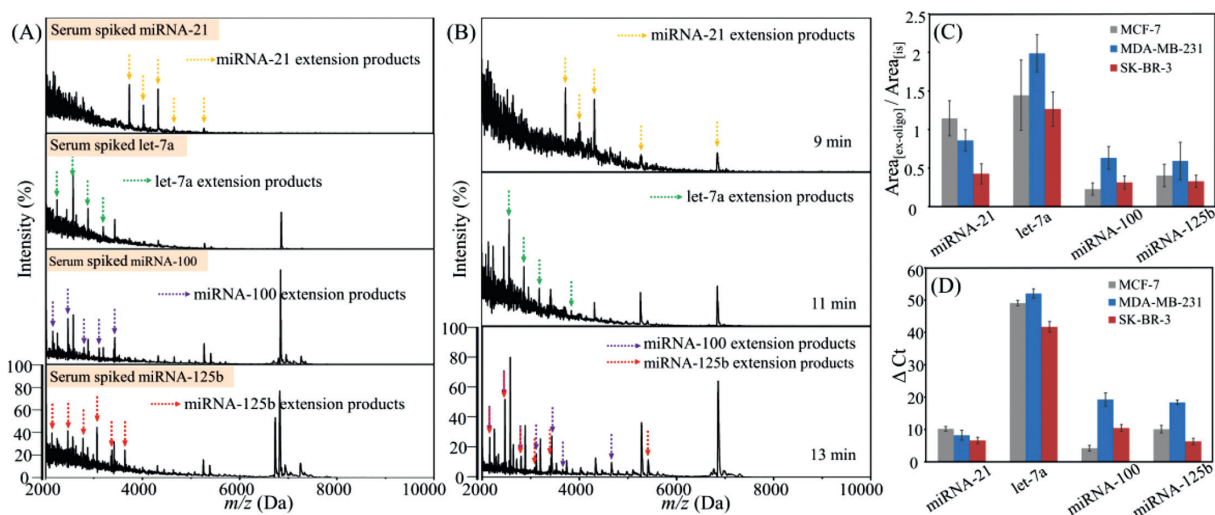 (A)
Serum spiked miRNA-21
miRNA-21 extension products
Serum spiked let-7a
let-7a extension products
Serum spiked miRNA-100
miRNA-100 extension products
Serum spiked miRNA-125b
miRNA-125b extension products
Intensity (%)
100
80
60
40
20
0
2000 4000 6000 8000 10000
m/z (Da)
(B)
miRNA-21 extension products
9 min
let-7a extension products
11 min
miRNA-100 extension products
miRNA-125b extension products
13 min
Intensity (%)
100
80
60
40
20
0
2000 4000 6000 8000 10000
m/z (Da)
(C)
MCF-7
MDA-MB-231
SK-BR-3
Area[ex-oligo] / Area[is]
2.5
2
1.5
1
0.5
0
miRNA-21 let-7a miRNA-100 miRNA-125b
(D)
MCF-7
MDA-MB-231
SK-BR-3
Δ Ct
60
50
40
30
20
10
0
miRNA-21 let-7a miRNA-100 miRNA-125b